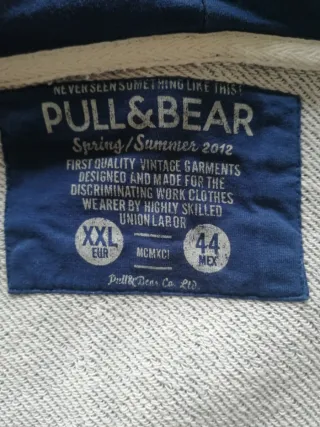 NEVER SEEN SOMETHING LIKE THIS!
PULL&BEAR
Spring/Summer 2012
FIRST QUALITY VINTAGE GARMENTS
DESIGNED AND MADE FOR THE
DISCRIMINATING WORK CLOTHES
WEARER BY HIGHLY SKILLED
UNION LABOR
XXL
EUR
MCMXCI
44
MEX
Pull&Bear Co. Ltd.